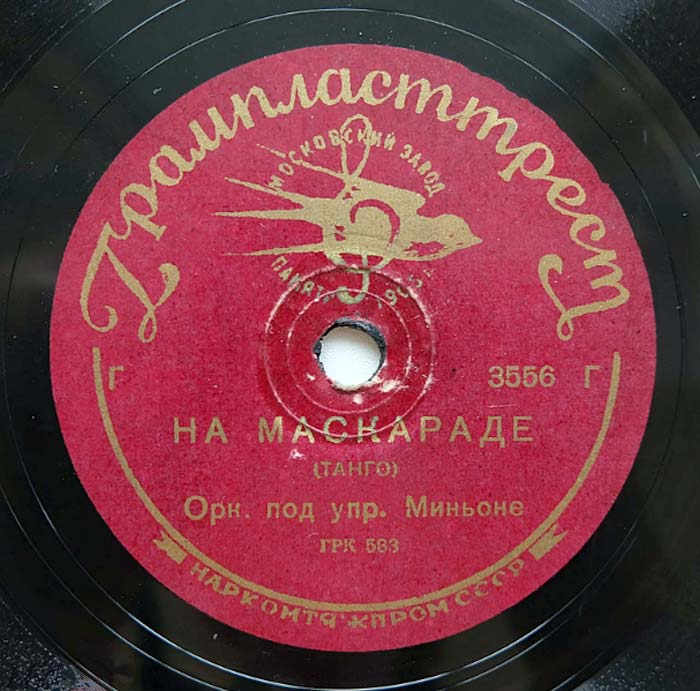 Грампласттрест
МОСКОВСКИЙ ЗАВОД
Г 3556 Г
НА МАСКАРАДЕ
(ТАНГО)
Орк. под упр. Миньоне
ГРК 583
НАРКОМТЯЖПРОМ СССР